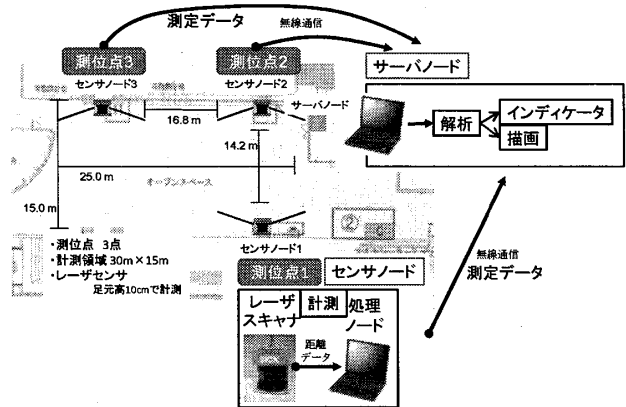 測定データ
無線通信
測位点3
測位点2
センサノード3
センサノード2
サーバノード
サーバノード
16.8 m
14.2 m
25.0 m
オープンスペース
15.0 m
解析
インディケータ
描画
②
センサノード1
・測位点 3点
・計測領域 30m×15m
・レーザセンサ
足元高10cmで計測
測位点1
センサノード
無線通信
測定データ
レーザ
スキャナ
計測
処理
ノード
距離
データ